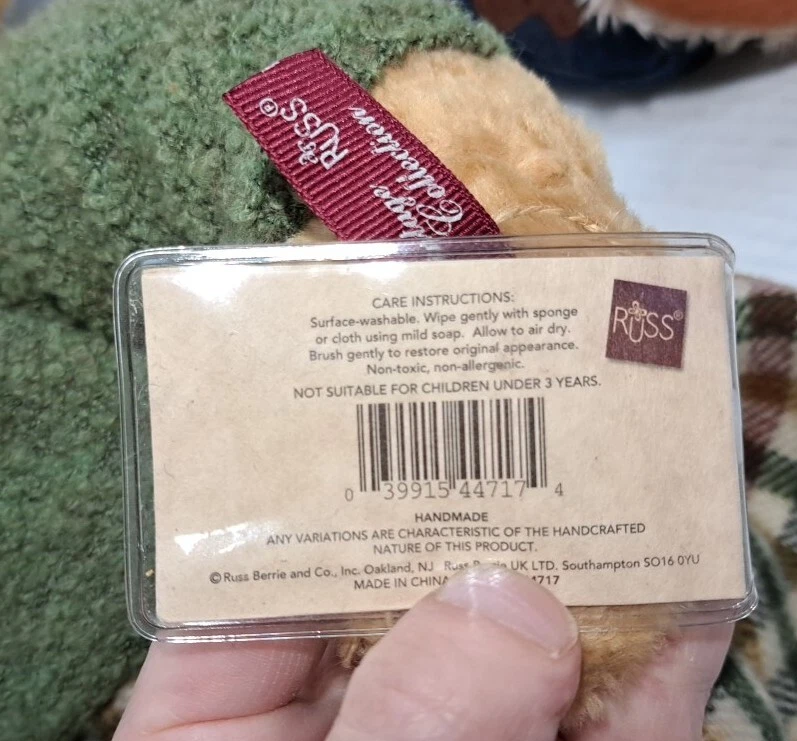 RUSS®
Collection
CARE INSTRUCTIONS:
Surface-washable. Wipe gently with sponge
or cloth using mild soap. Allow to air dry.
Brush gently to restore original appearance.
Non-toxic, non-allergenic.
NOT SUITABLE FOR CHILDREN UNDER 3 YEARS.
RUSS®
0 39915 44717 4
HANDMADE
ANY VARIATIONS ARE CHARACTERISTIC OF THE HANDCRAFTED
NATURE OF THIS PRODUCT.
© Russ Berrie and Co., Inc. Oakland, NJ Russ UK LTD. Southampton SO16 0YU
MADE IN CHINA 4717